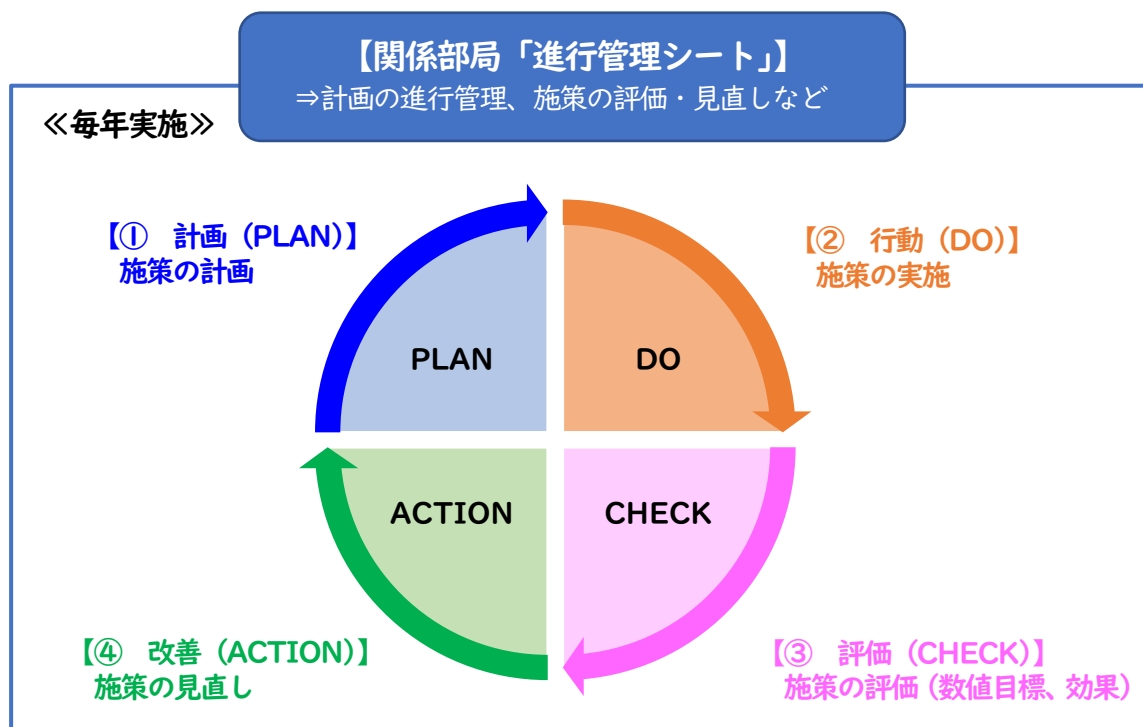 【関係部局「進行管理シート」】
⇒計画の進行管理、施策の評価・見直しなど
≪毎年実施≫
【① 計画（PLAN）】
施策の計画
【② 行動（DO）】
施策の実施
PLAN
DO
ACTION
CHECK
【④ 改善（ACTION）】
施策の見直し
【③ 評価（CHECK）】
施策の評価（数値目標、効果）